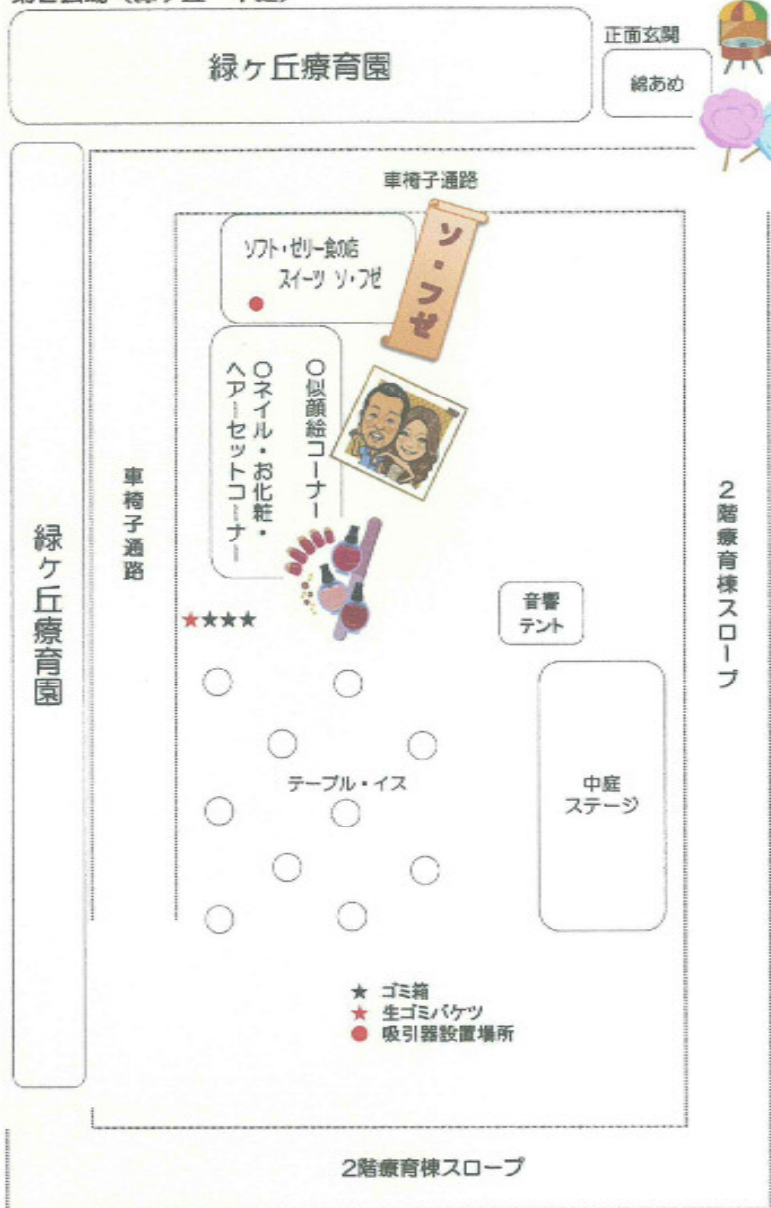 緑ヶ丘療育園
正面玄関
綿あめ
車椅子通路
ソフト・ゼリー食の店
スイーツ ソ・フゼ
ソ・フゼ
〇似顔絵コーナー
〇ネイル・お化粧・
ヘアーセットコーナー
車椅子通路
緑ヶ丘療育園
2階療育棟スロープ
音響
テント
テーブル・イス
中庭
ステージ
★ ゴミ箱
★ 生ゴミバケツ
● 吸引器設置場所
2階療育棟スロープ